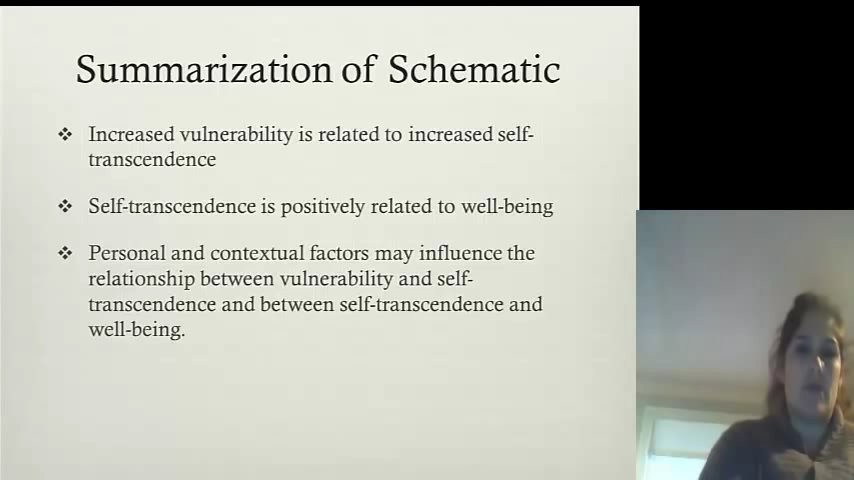 Summarization of Schematic
❖ Increased vulnerability is related to increased self-
transcendence
❖ Self-transcendence is positively related to well-being
❖ Personal and contextual factors may influence the
relationship between vulnerability and self-
transcendence and between self-transcendence and
well-being.